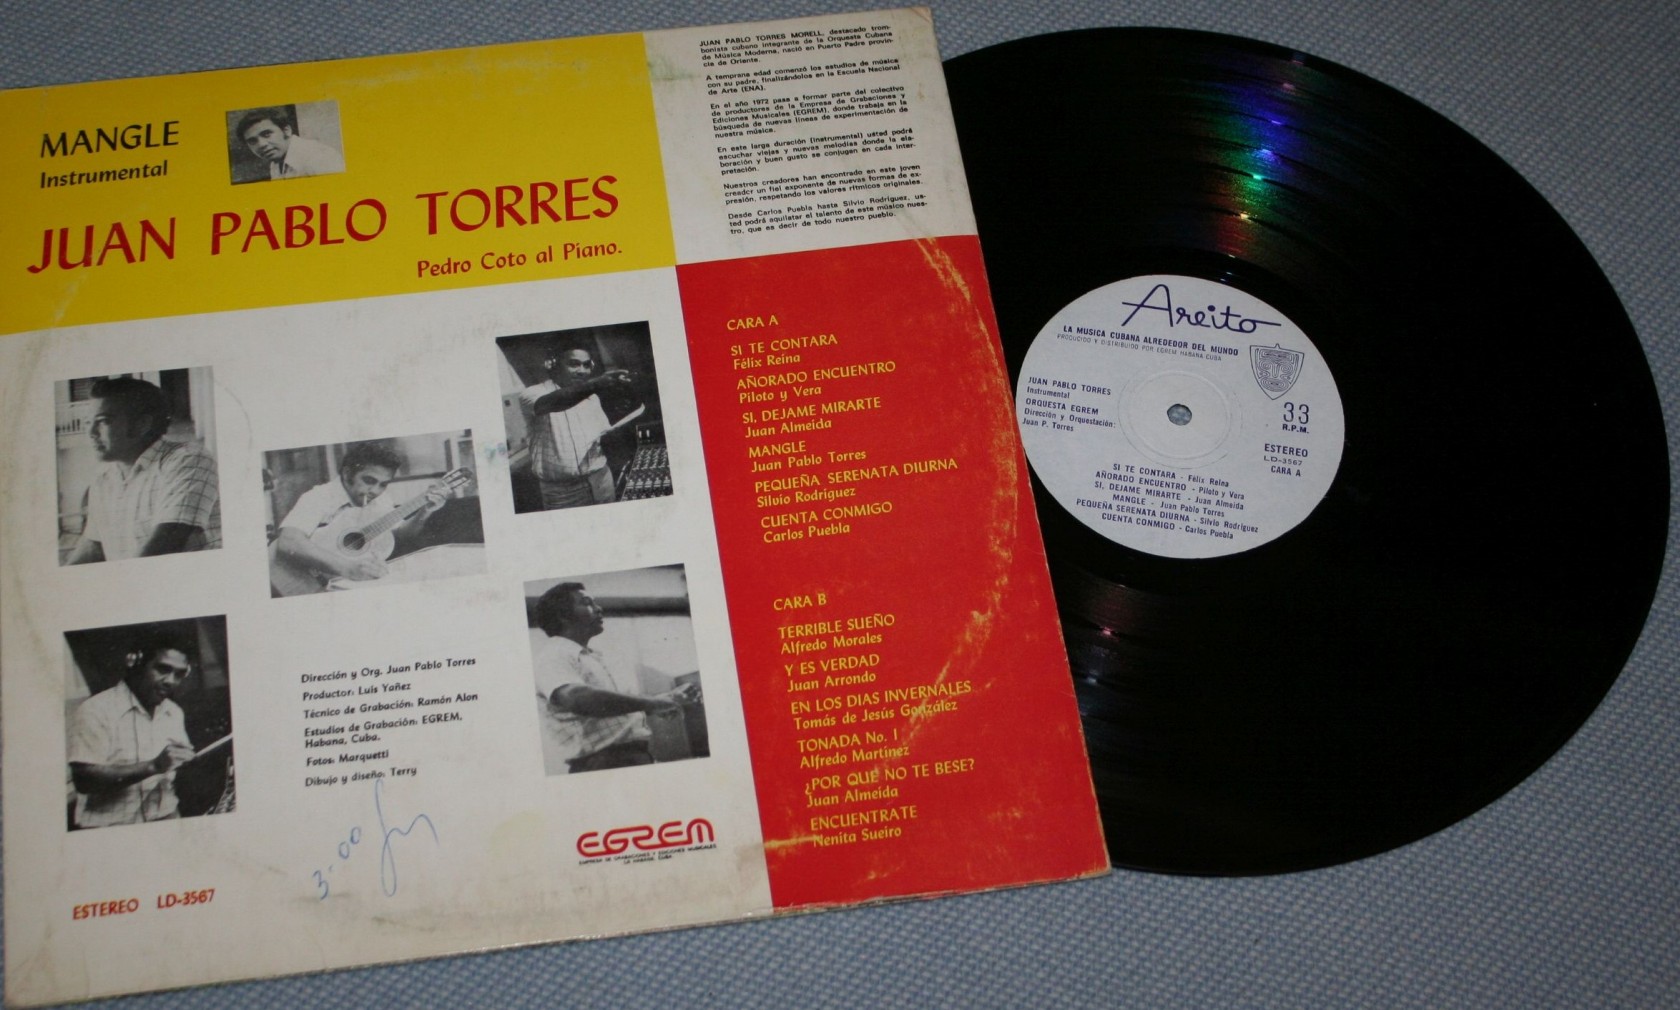 MANGLE
Instrumental
JUAN PABLO TORRES
Pedro Coto al Piano.
JUAN PABLO TORRES MORELL, destacado trom-
bonista cubano integrante de la Orquesta Cubana
de Música Moderna, nació en Puerto Padre provin-
cia de Oriente.
A temprana edad comenzó los estudios de música
con su padre, finalizándolos en la Escuela Nacional
de Arte (ENA).
En el año 1972 pasa a formar parte del colectivo
de productores de la Empresa de Grabaciones y
Ediciones Musicales (EGREM), donde trabaja en la
búsqueda de nuevas líneas de experimentación de
nuestra música.
En este larga duración (instrumental) usted podrá
escuchar viejas y nuevas melodías donde la ela-
boración y buen gusto se conjugan en cada inter-
pretación.
Nuestros creadores han encontrado en este joven
creador un fiel exponente de nuevas formas de ex-
presión, respetando los valores rítmicos originales.
Desde Carlos Puebla hasta Silvio Rodríguez, us-
ted podrá aquilatar el talento de este músico nues-
tro, que es decir de todo nuestro pueblo.
CARA A
SI TE CONTARA
Félix Reina
AÑORADO ENCUENTRO
Piloto y Vera
SI, DEJAME MIRARTE
Juan Almeida
MANGLE
Juan Pablo Torres
PEQUEÑA SERENATA DIURNA
Silvio Rodríguez
CUENTA CONMIGO
Carlos Puebla
CARA B
TERRIBLE SUEÑO
Alfredo Morales
Y ES VERDAD
Juan Arrondo
EN LOS DIAS INVERNALES
Tomás de Jesús González
TONADA No. 1
Alfredo Martínez
¿POR QUE NO TE BESE?
Juan Almeida
ENCUENTRATE
Nenita Sueiro
Dirección y Org. Juan Pablo Torres
Productor: Luis Yañez
Técnico de Grabación: Ramón Alon
Estudios de Grabación: EGREM,
Habana, Cuba.
Fotos: Marquetti
Dibujo y diseño: Terry
3.00
EGREM
EMPRESA DE GRABACIONES Y EDICIONES MUSICALES
LA HABANA, CUBA
ESTEREO LD-3567
Areito
LA MUSICA CUBANA ALREDEDOR DEL MUNDO
PRODUCIDO Y DISTRIBUIDO POR EGREM HABANA CUBA
JUAN PABLO TORRES
Instrumental
ORQUESTA EGREM
Dirección y Orquestación:
Juan P. Torres
33
R.P.M.
ESTEREO
LD-3567
CARA A
SI TE CONTARA - Félix Reina
AÑORADO ENCUENTRO - Piloto y Vera
SI, DEJAME MIRARTE - Juan Almeida
MANGLE - Juan Pablo Torres
PEQUEÑA SERENATA DIURNA - Silvio Rodríguez
CUENTA CONMIGO - Carlos Puebla